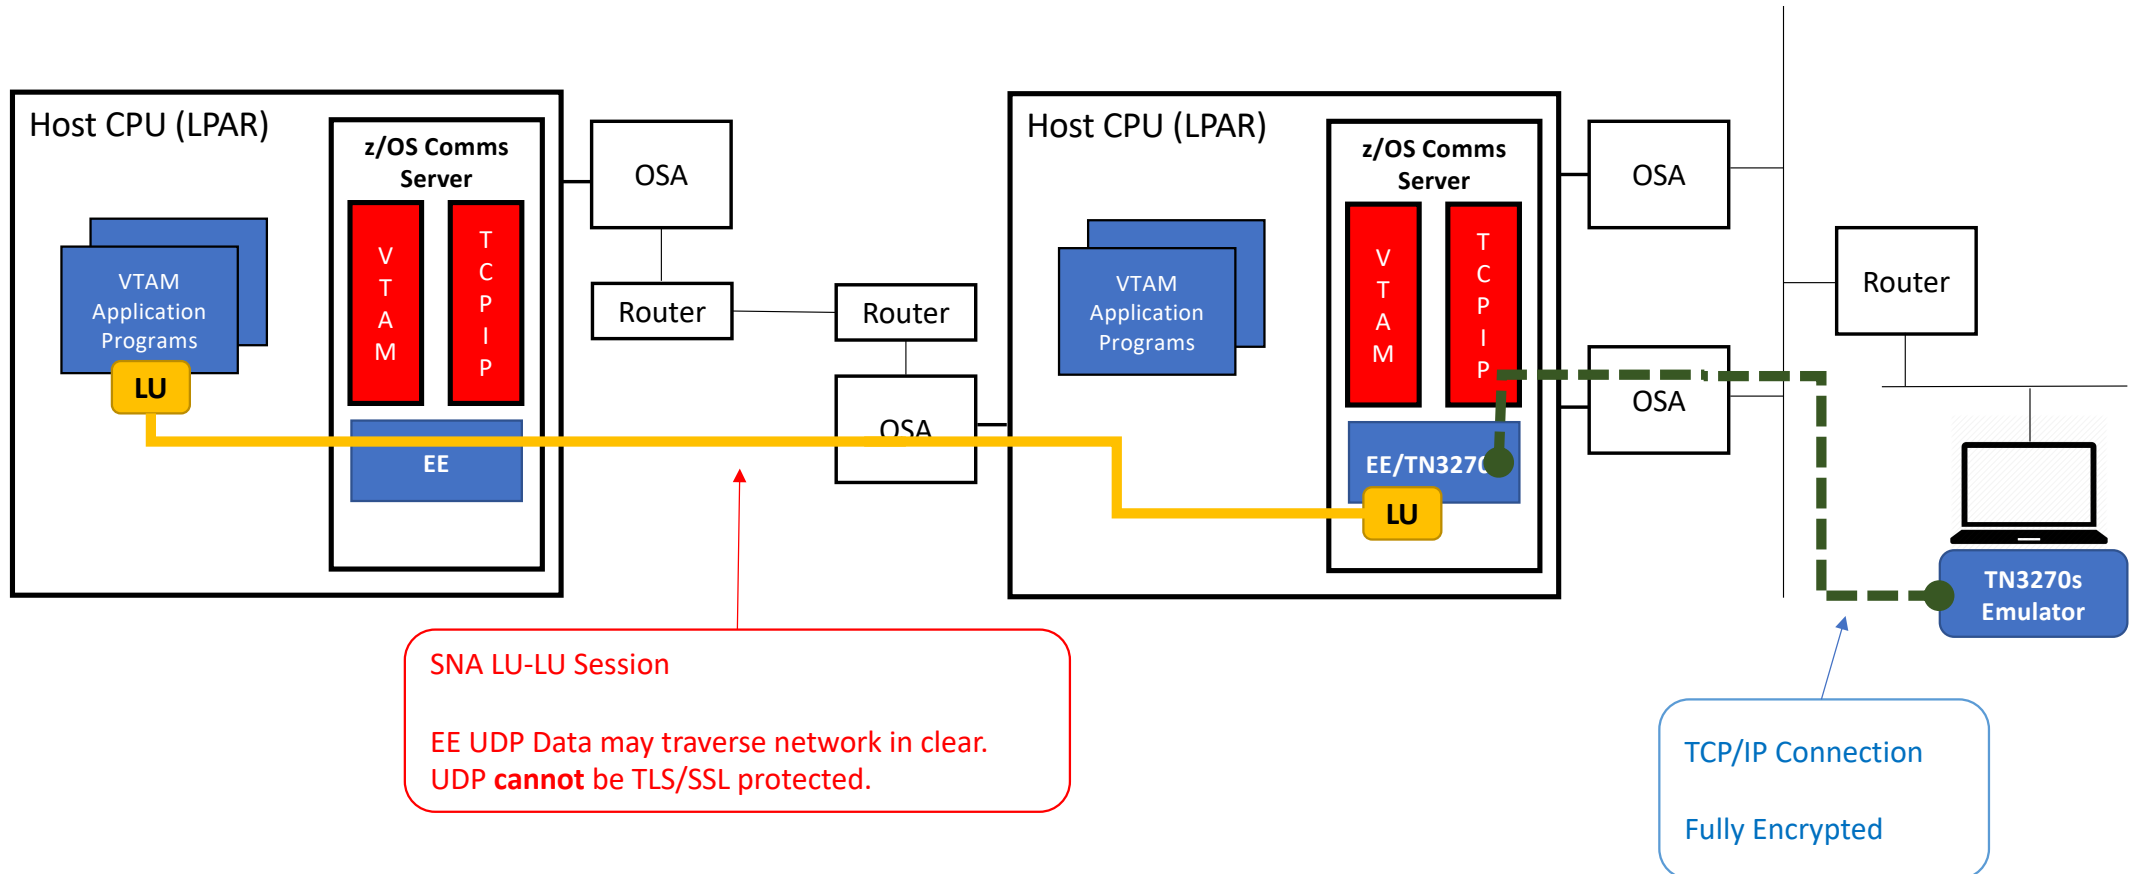 Host CPU (LPAR)
z/OS Comms
Server
V
T
A
M
T
C
P
I
P
VTAM
Application
Programs
LU
EE
OSA
Router
Router
OSA
Host CPU (LPAR)
z/OS Comms
Server
V
T
A
M
T
C
P
I
P
VTAM
Application
Programs
EE/TN3270
LU
OSA
OSA
Router
TN3270s
Emulator
SNA LU-LU Session
EE UDP Data may traverse network in clear.
UDP cannot be TLS/SSL protected.
TCP/IP Connection
Fully Encrypted